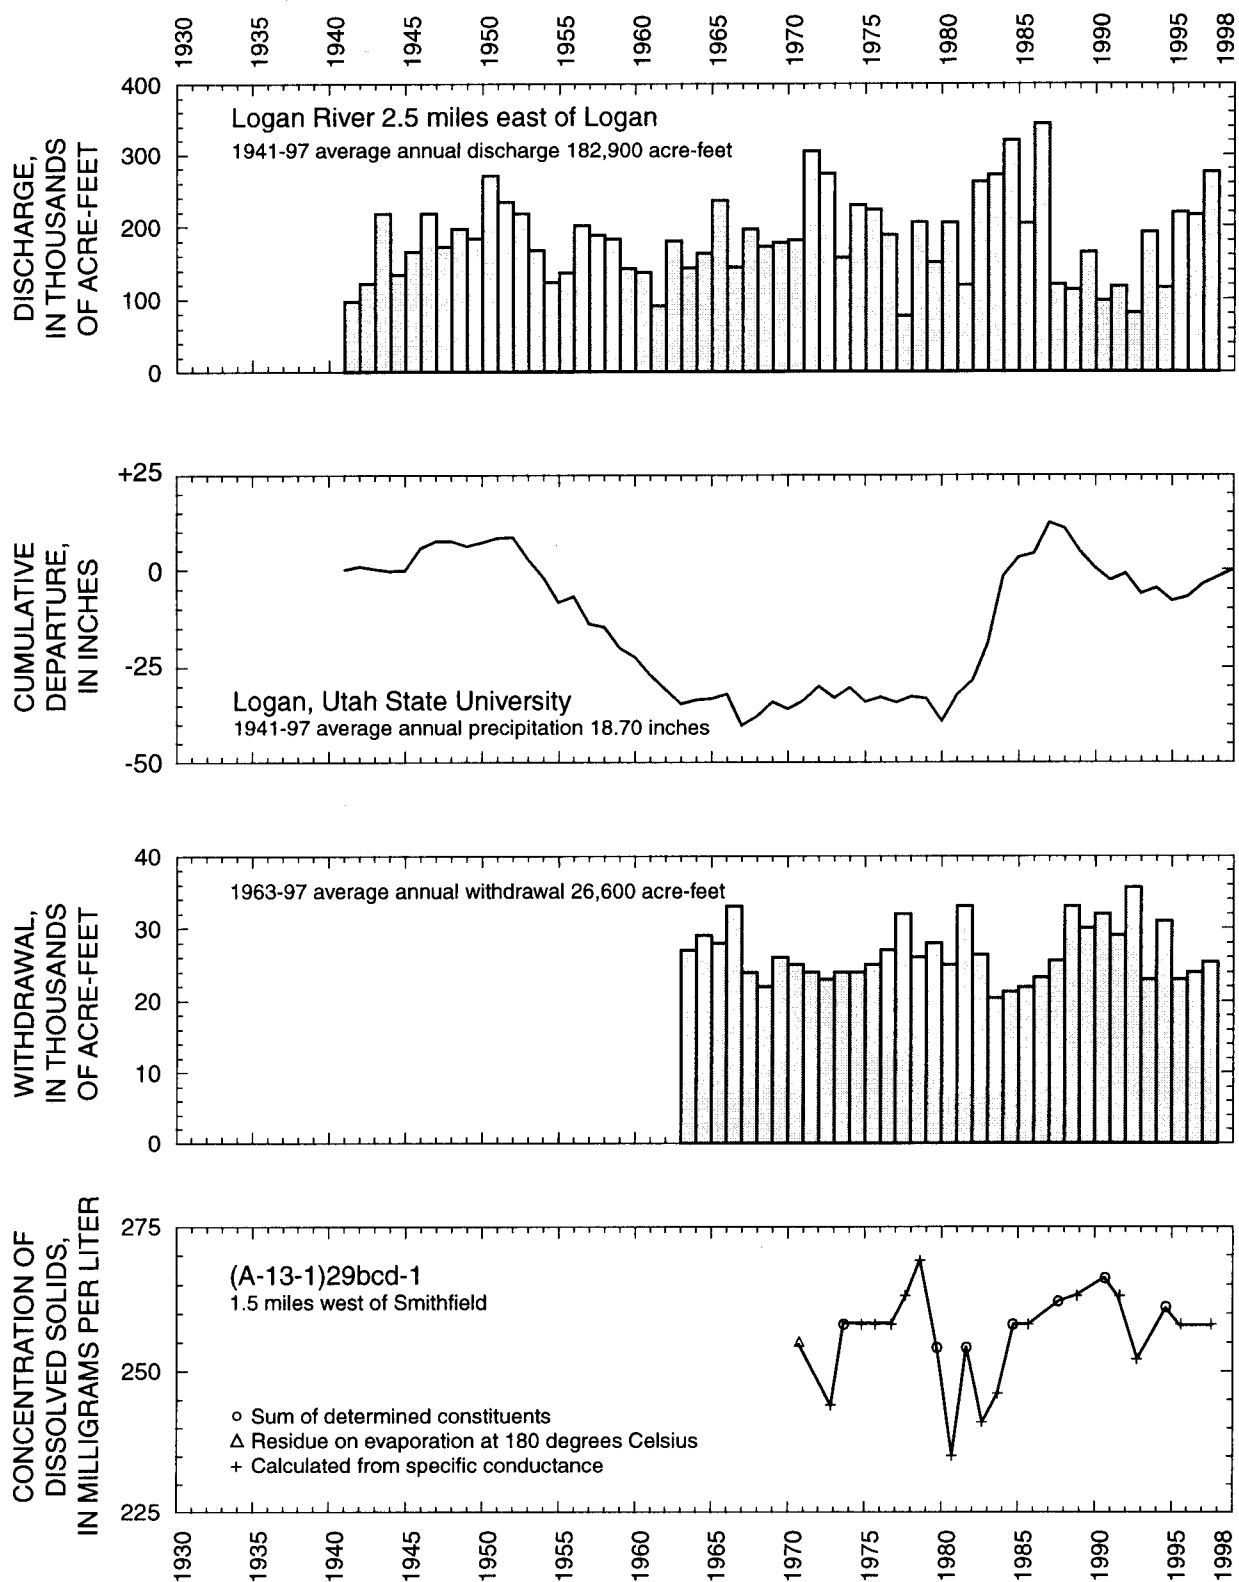 1930 1935 1940 1945 1950 1955 1960 1965 1970 1975 1980 1985 1990 1995 1998
DISCHARGE,
IN THOUSANDS
OF ACRE-FEET
400
300
200
100
0
Logan River 2.5 miles east of Logan
1941-97 average annual discharge 182,900 acre-feet
CUMULATIVE
DEPARTURE,
IN INCHES
+25
0
-25
-50
Logan, Utah State University
1941-97 average annual precipitation 18.70 inches
WITHDRAWAL,
IN THOUSANDS
OF ACRE-FEET
40
30
20
10
0
1963-97 average annual withdrawal 26,600 acre-feet
CONCENTRATION OF
DISSOLVED SOLIDS,
IN MILLIGRAMS PER LITER
275
250
225
(A-13-1)29bcd-1
1.5 miles west of Smithfield
Sum of determined constituents
Residue on evaporation at 180 degrees Celsius
Calculated from specific conductance
1930 1935 1940 1945 1950 1955 1960 1965 1970 1975 1980 1985 1990 1995 1998